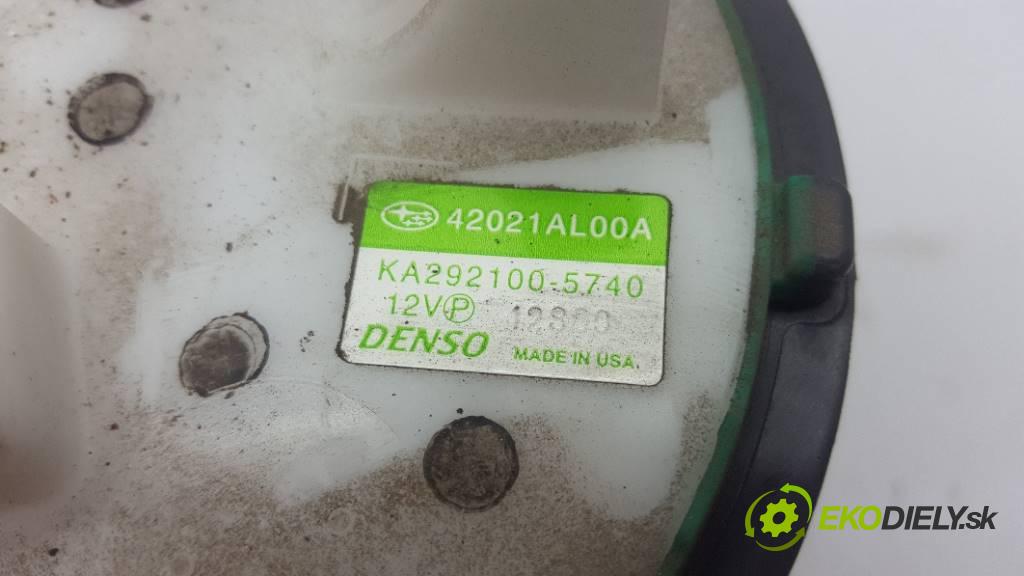 42021AL00A
KA292100-5740
12V P
DENSO MADE IN USA.
EKODIELY.sk